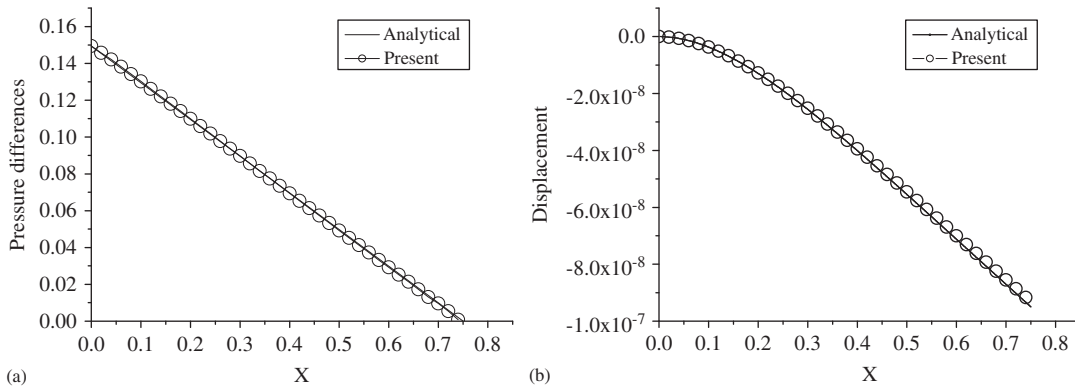 0.16
0.14
0.12
0.10
0.08
0.06
0.04
0.02
0.00
Pressure differences
Analytical
Present
0.0 0.1 0.2 0.3 0.4 0.5 0.6 0.7 0.8
X
(a)
0.0
-2.0x10⁻⁸
-4.0x10⁻⁸
-6.0x10⁻⁸
-8.0x10⁻⁸
-1.0x10⁻⁷
Displacement
Analytical
Present
0.0 0.1 0.2 0.3 0.4 0.5 0.6 0.7 0.8
X
(b)